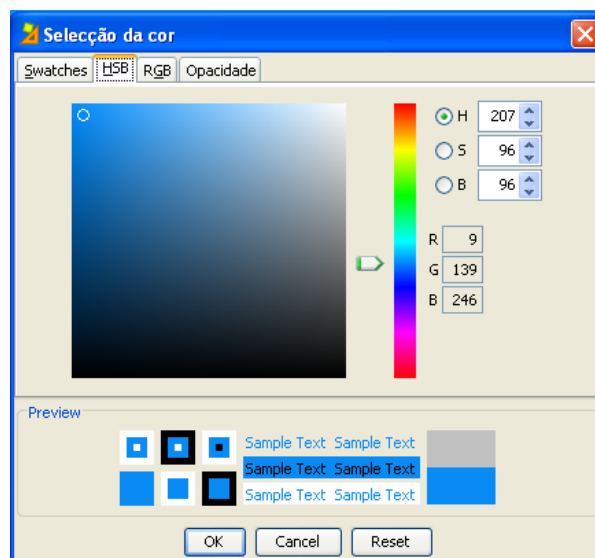 Selecção da cor
Swatches HSB RGB Opacidade
H 207
S 96
B 96
R 9
G 139
B 246
Preview
Sample Text Sample Text
Sample Text Sample Text
Sample Text Sample Text
OK Cancel Reset